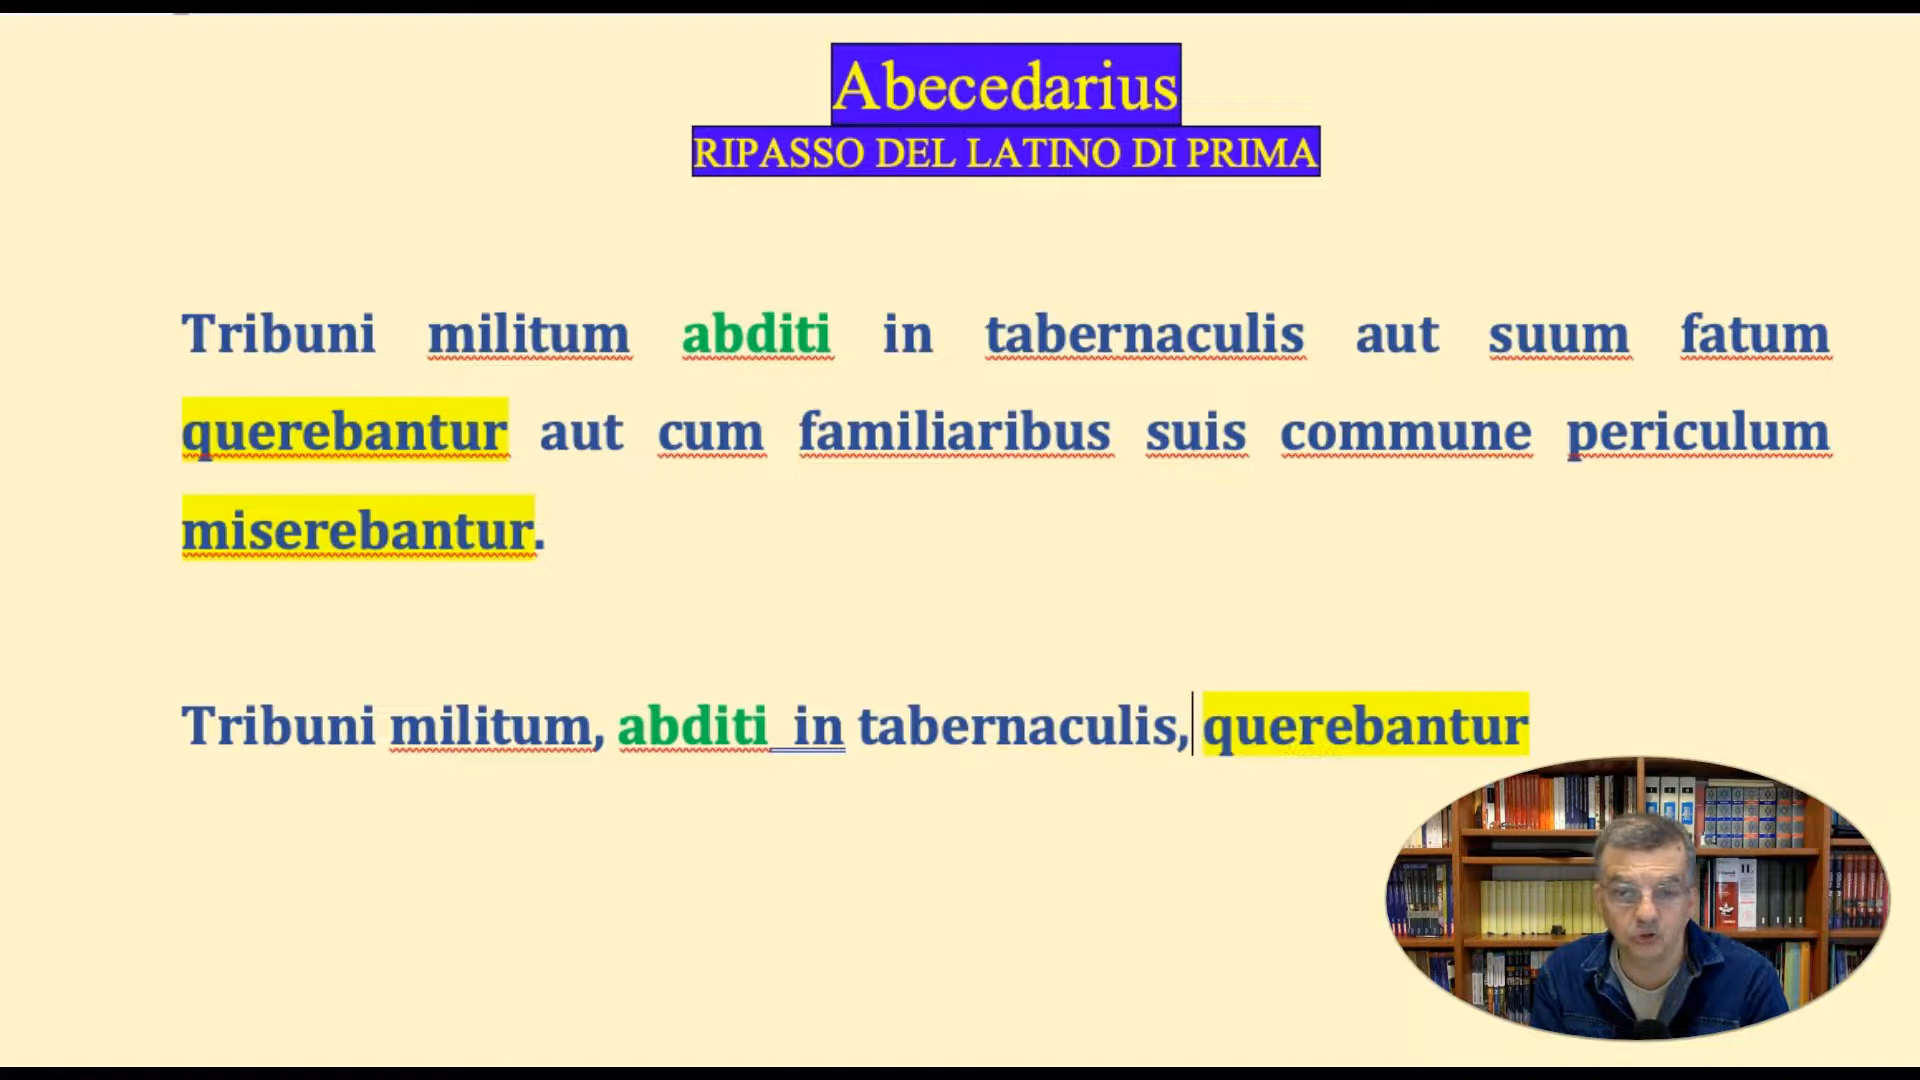 Abecedarius
RIPASSO DEL LATINO DI PRIMA
Tribuni militum abditi in tabernaculis aut suum fatum
querebantur aut cum familiaribus suis commune periculum
miserebantur.
Tribuni militum, abditi  in tabernaculis, querebantur